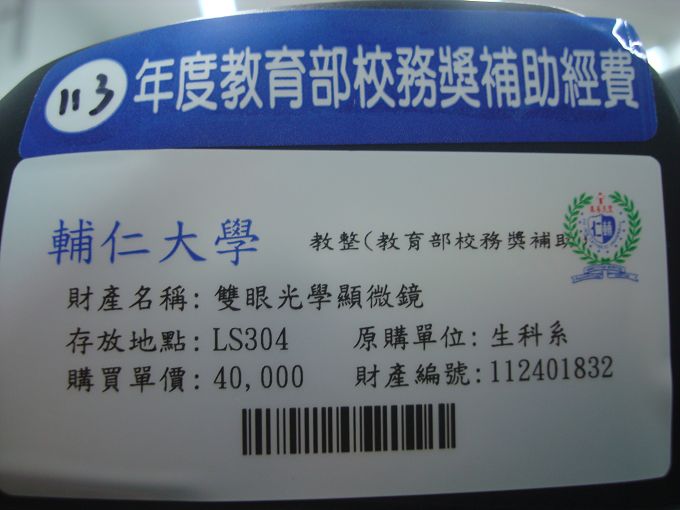 113年度教育部校務獎補助經費
輔仁大學 教整(教育部校務獎補助
財產名稱: 雙眼光學顯微鏡
存放地點: LS304 原購單位: 生科系
購買單價: 40,000 財產編號: 112401832